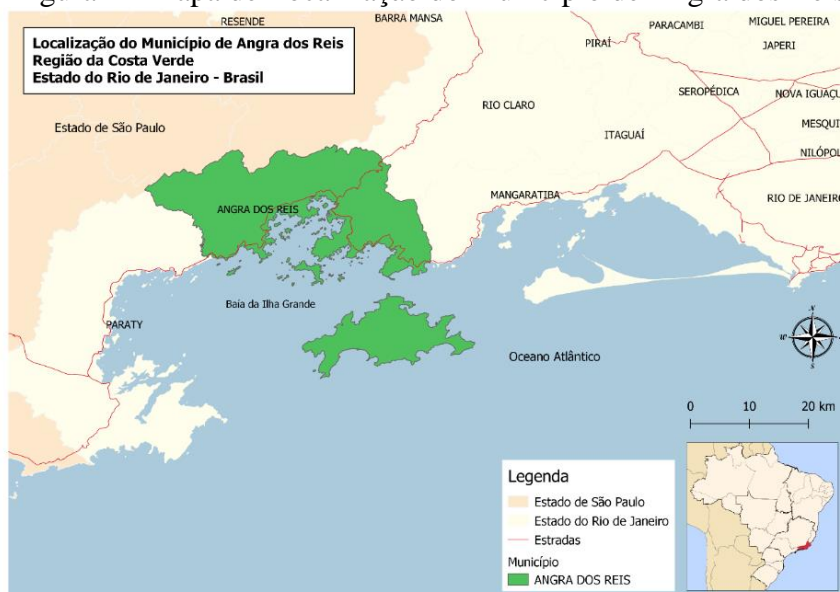 RESENDE
BARRA MANSA
PARACAMBI
MIGUEL PEREIRA
Localização do Município de Angra dos Reis
Região da Costa Verde
Estado do Rio de Janeiro - Brasil
PIRAÍ
JAPERI
SEROPÉDICA
NOVA IGUAÇU
RIO CLARO
Estado de São Paulo
MESQUI
ITAGUAÍ
NILÓPOL
MANGARATIBA
RIO DE JANEIRO
ANGRA DOS REIS
Baía da Ilha Grande
PARATY
Oceano Atlântico
N
W
E
S
0 10 20 km
Legenda
Estado de São Paulo
Estado do Rio de Janeiro
Estradas
Município
ANGRA DOS REIS